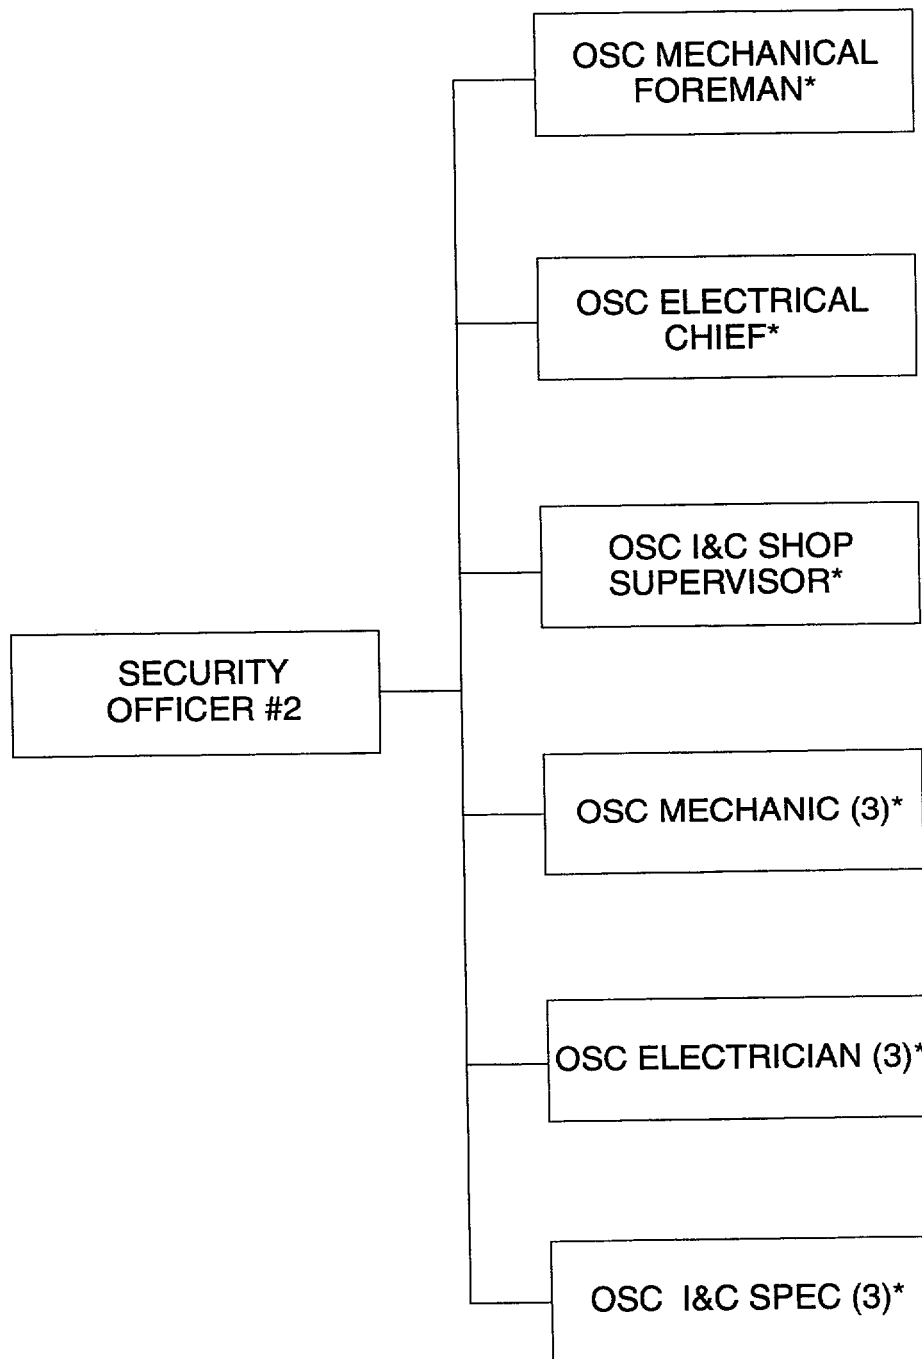 OSC MECHANICAL
FOREMAN*
OSC ELECTRICAL
CHIEF*
OSC I&C SHOP
SUPERVISOR*
SECURITY
OFFICER #2
OSC MECHANIC (3)*
OSC ELECTRICIAN (3)*
OSC I&C SPEC (3)*